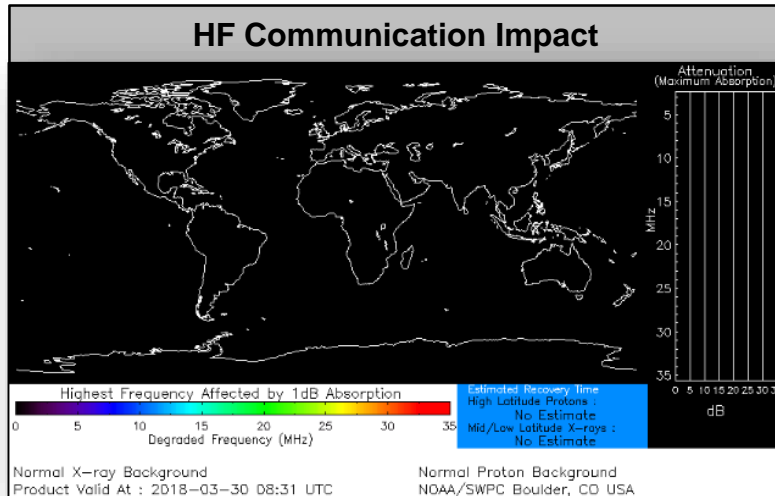 HF Communication Impact
Attenuation
(Maximum Absorption)
5
10
15
20
25
30
35
MHz
0 5 10 15 20 25 30 35
dB
Highest Frequency Affected by 1dB Absorption
0 5 10 15 20 25 30 35
Degraded Frequency (MHz)
Estimated Recovery Time
High Latitude Protons :
No Estimate
Mid/Low Latitude X-rays :
No Estimate
Normal X-ray Background
Normal Proton Background
Product Valid At : 2018-03-30 08:31 UTC
NOAA/SWPC Boulder, CO USA